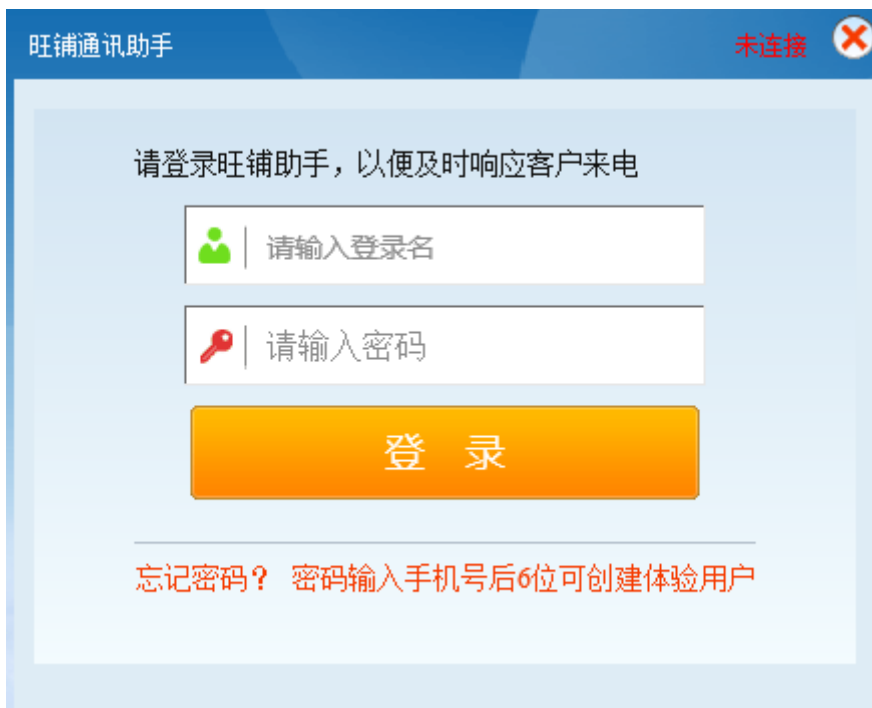 旺铺通讯助手 未连接
请登录旺铺助手，以便及时响应客户来电
请输入登录名
请输入密码
登 录
忘记密码？ 密码输入手机号后6位可创建体验用户